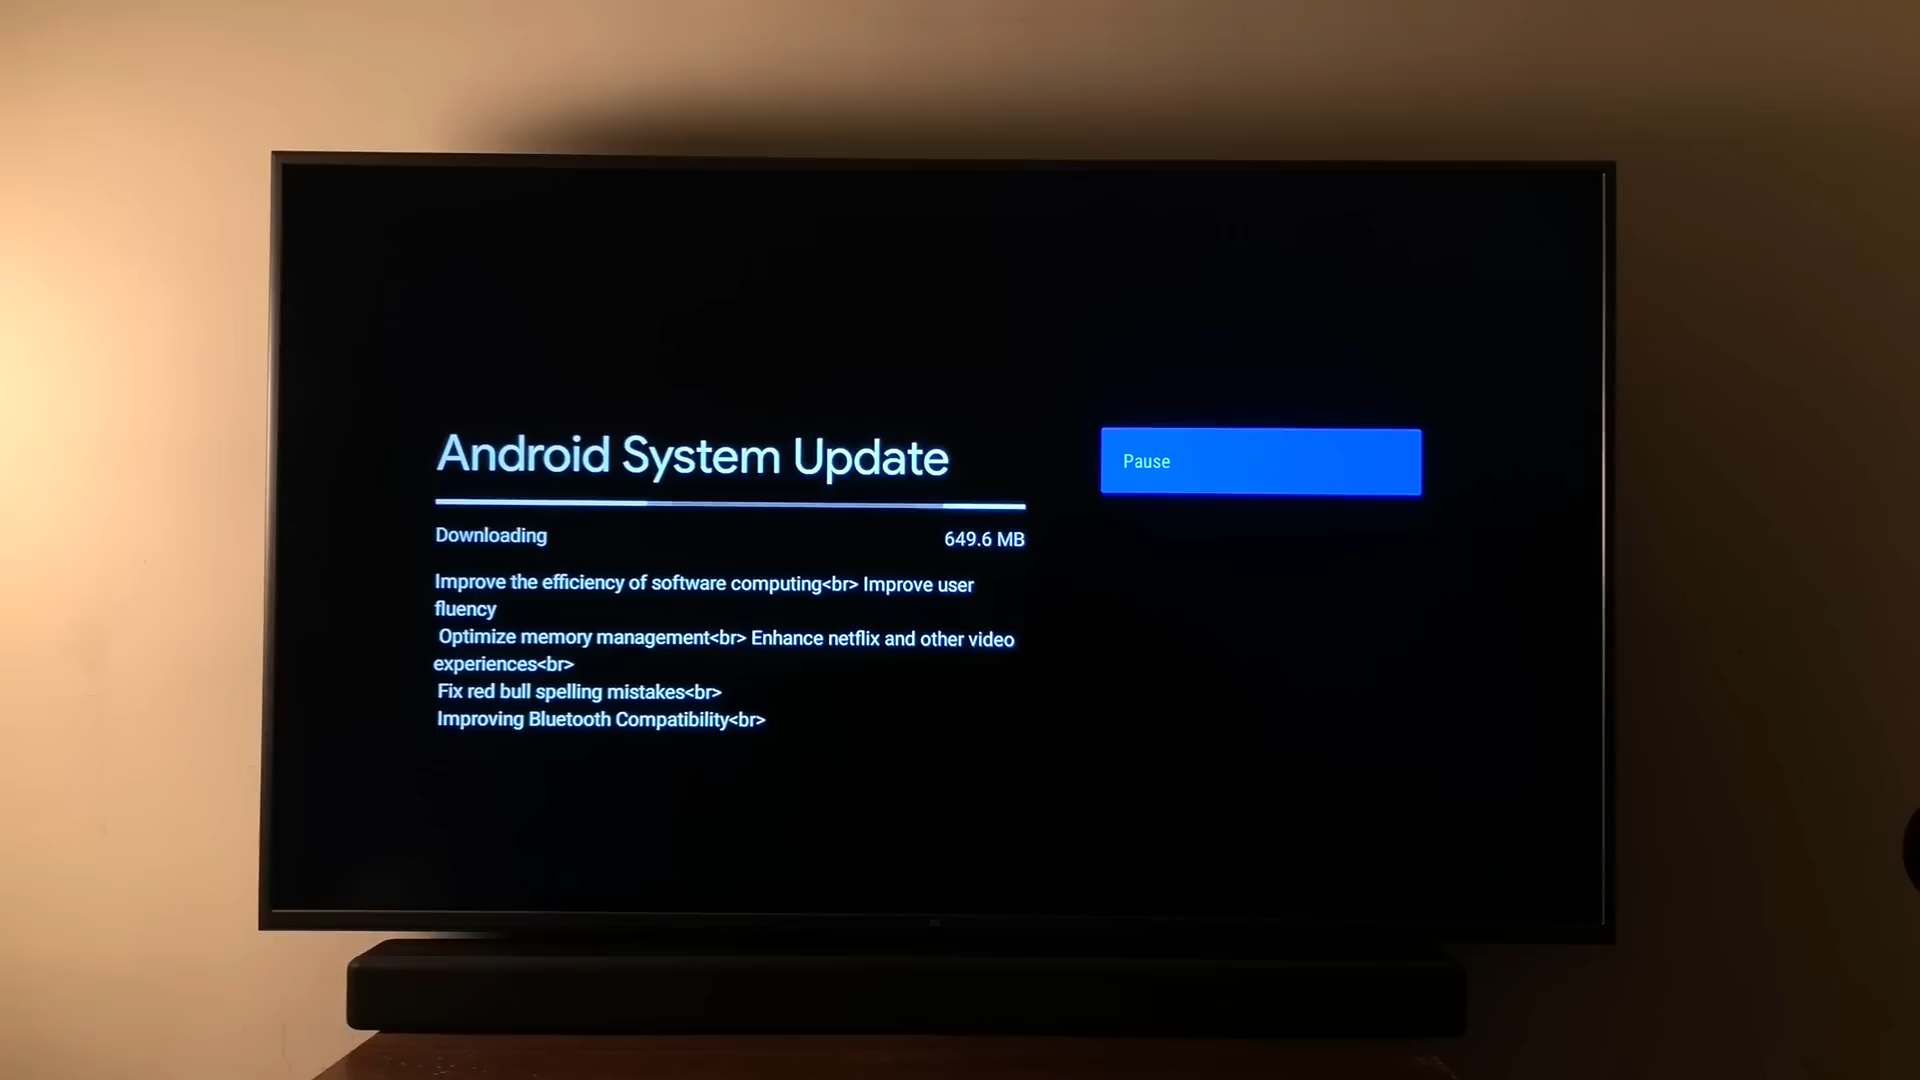 Android System Update
Pause
Downloading
649.6 MB
Improve the efficiency of software computing<br> Improve user
fluency
Optimize memory management<br> Enhance netflix and other video
experiences<br>
Fix red bull spelling mistakes<br>
Improving Bluetooth Compatibility<br>